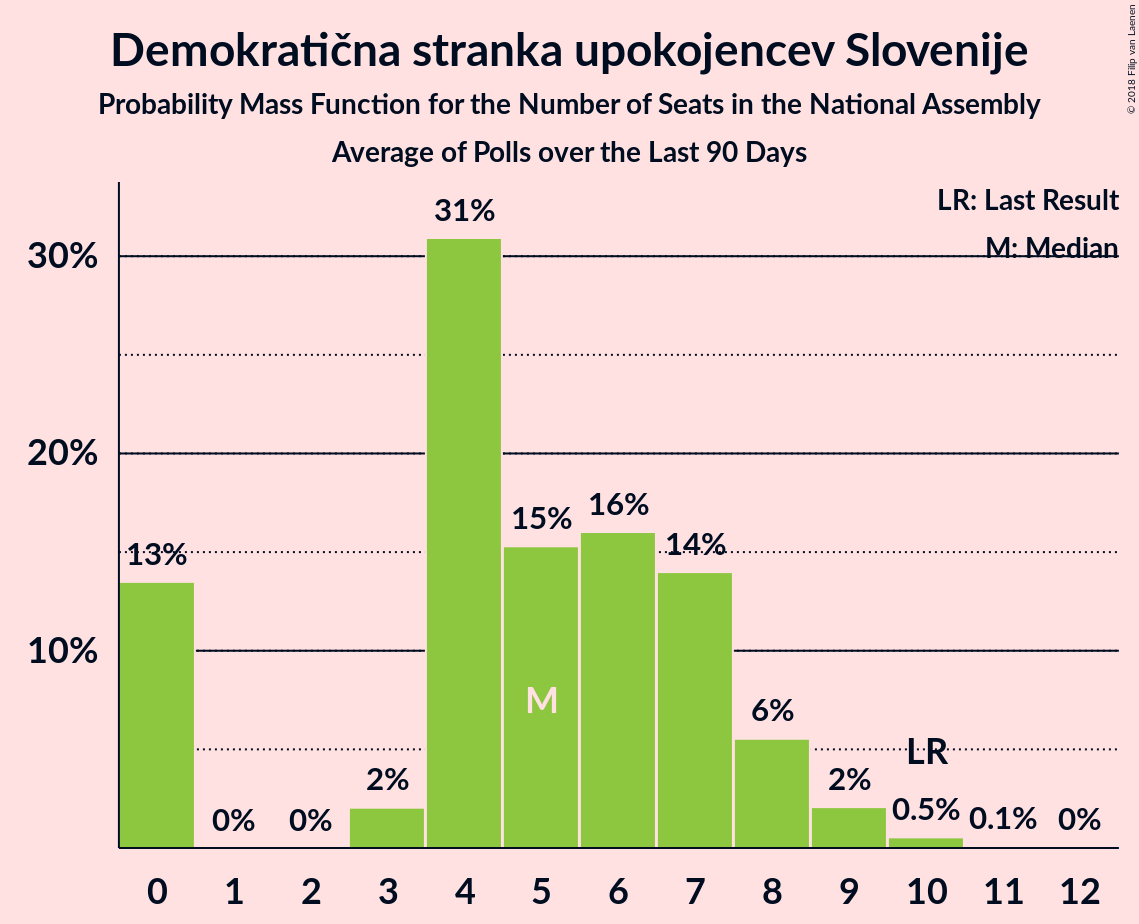 Demokratična stranka upokojencev Slovenije
Probability Mass Function for the Number of Seats in the National Assembly
Average of Polls over the Last 90 Days
© 2018 Filip van Laenen
LR: Last Result
M: Median
30%
20%
10%
13%
0%
0%
2%
31%
15%
16%
14%
6%
2%
0.5%
0.1%
0%
M
LR
0 1 2 3 4 5 6 7 8 9 10 11 12